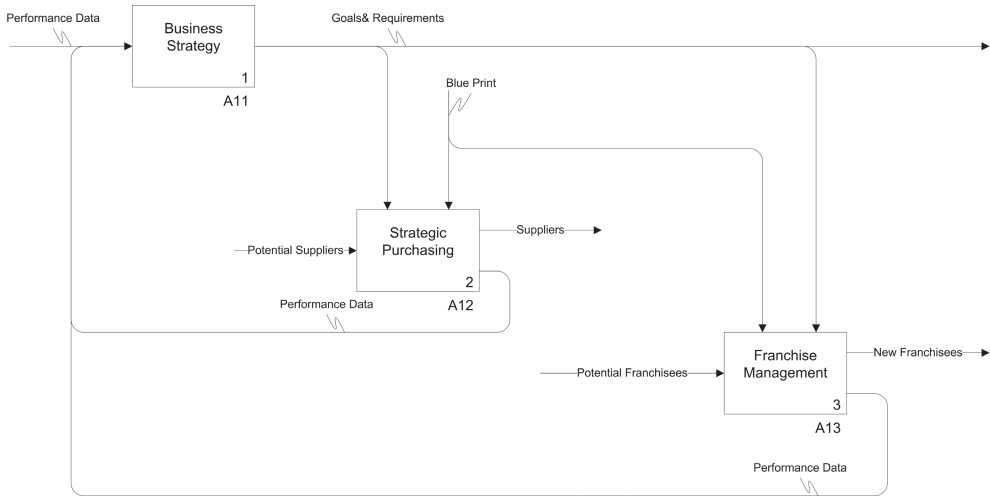 Performance Data
Goals& Requirements
Business
Strategy
1
A11
Blue Print
Strategic
Purchasing
2
A12
Potential Suppliers
Suppliers
Performance Data
Franchise
Management
3
A13
Potential Franchisees
New Franchisees
Performance Data